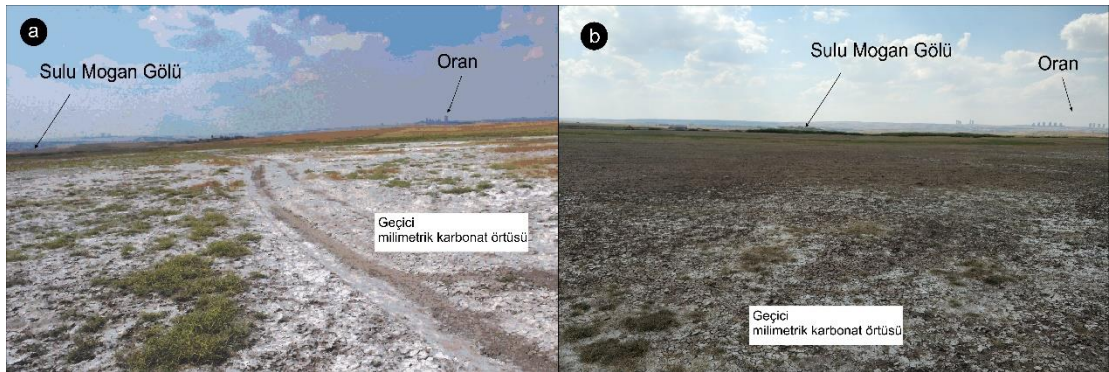 a
Sulu Mogan Gölü
Oran
Geçici
milimetrik karbonat örtüsü
b
Sulu Mogan Gölü
Oran
Geçici
milimetrik karbonat örtüsü